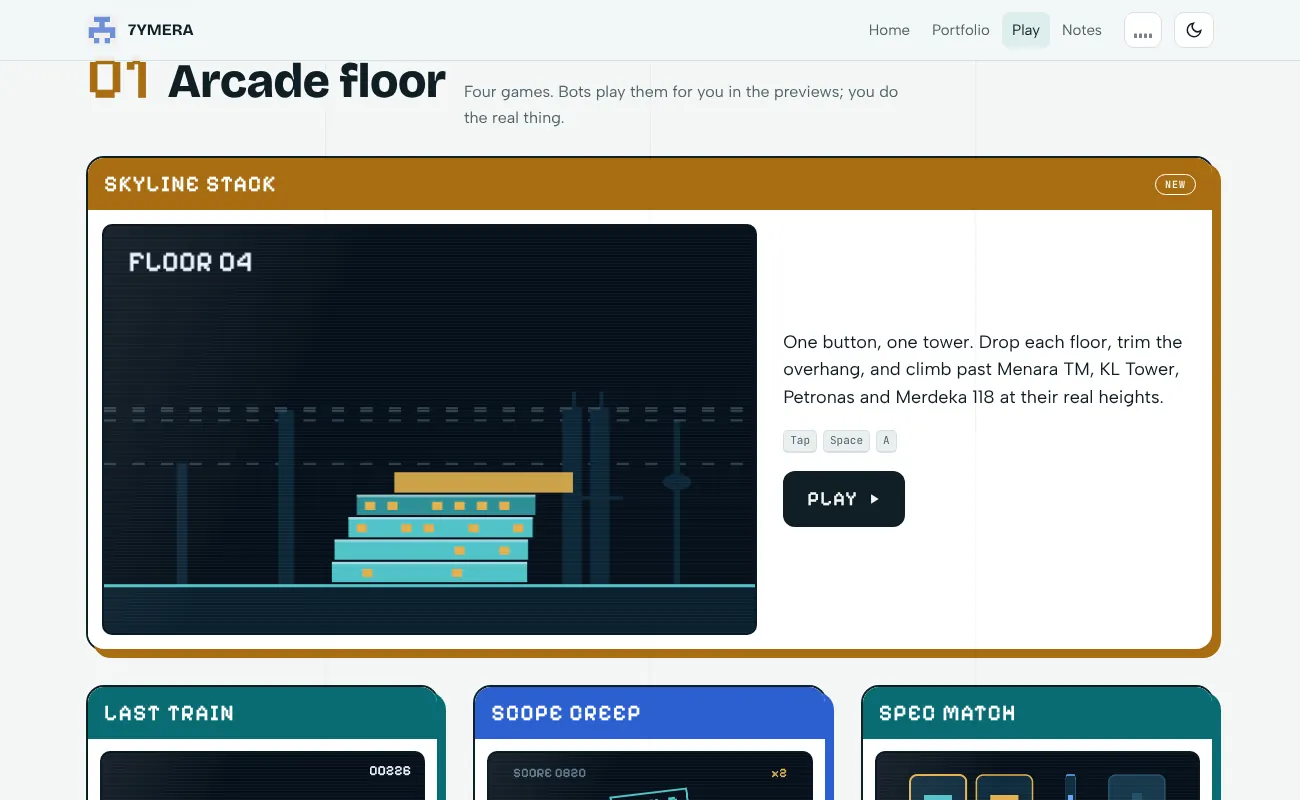 7YMERA
Home
Portfolio
Play
Notes
01 Arcade floor
Four games. Bots play them for you in the previews; you do
the real thing.
SKYLINE STACK
NEW
FLOOR 04
One button, one tower. Drop each floor, trim the
overhang, and climb past Menara TM, KL Tower,
Petronas and Merdeka 118 at their real heights.
Tap
Space
A
PLAY
LAST TRAIN
SCOPE CREEP
SPEC MATCH
00226
SCORE 0820
x2